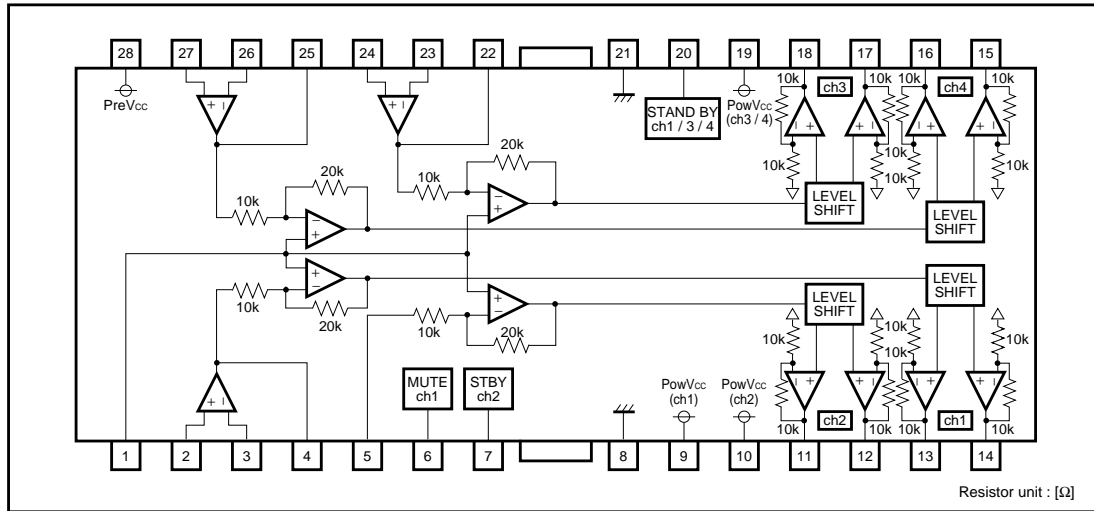 28 27 26 25 24 23 22 21 20 19 18 17 16 15
PreVCC
+ −
+ −
STAND BY
ch1 / 3 / 4
PowVCC
(ch3 / 4)
10k 10k 10k 10k
ch3 ch4
− + + − − + + −
10k 10k 10k 10k
LEVEL
SHIFT
LEVEL
SHIFT
20k
10k
−
+
20k
10k
−
+
+
−
10k
20k
+
−
10k
20k
LEVEL
SHIFT
LEVEL
SHIFT
10k 10k 10k 10k
− + + − − + + −
10k 10k 10k 10k
ch2 ch1
+ −
MUTE
ch1
STBY
ch2
PowVCC
(ch1)
PowVCC
(ch2)
1 2 3 4 5 6 7 8 9 10 11 12 13 14
Resistor unit : [Ω]